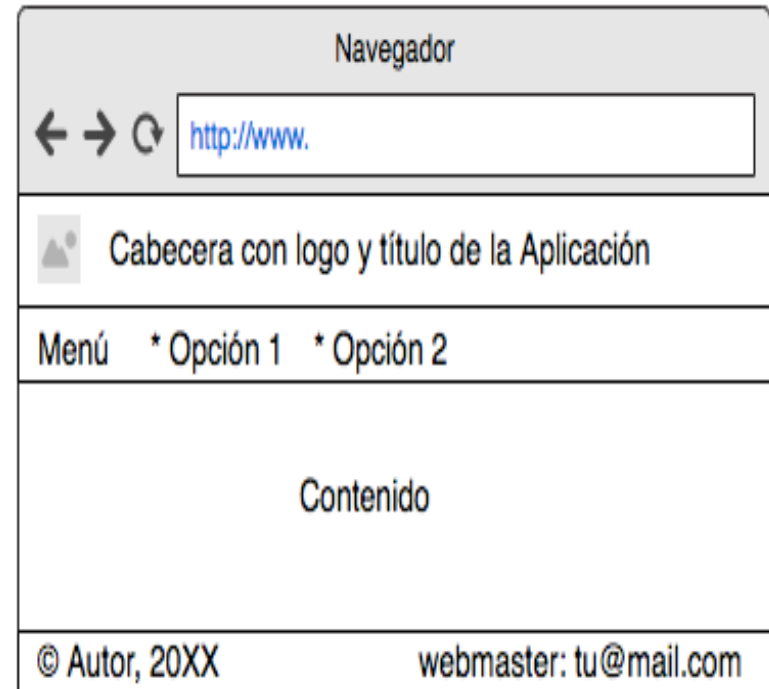 Navegador
http://www.
Cabecera con logo y título de la Aplicación
Menú * Opción 1 * Opción 2
Contenido
© Autor, 20XX webmaster: tu@mail.com